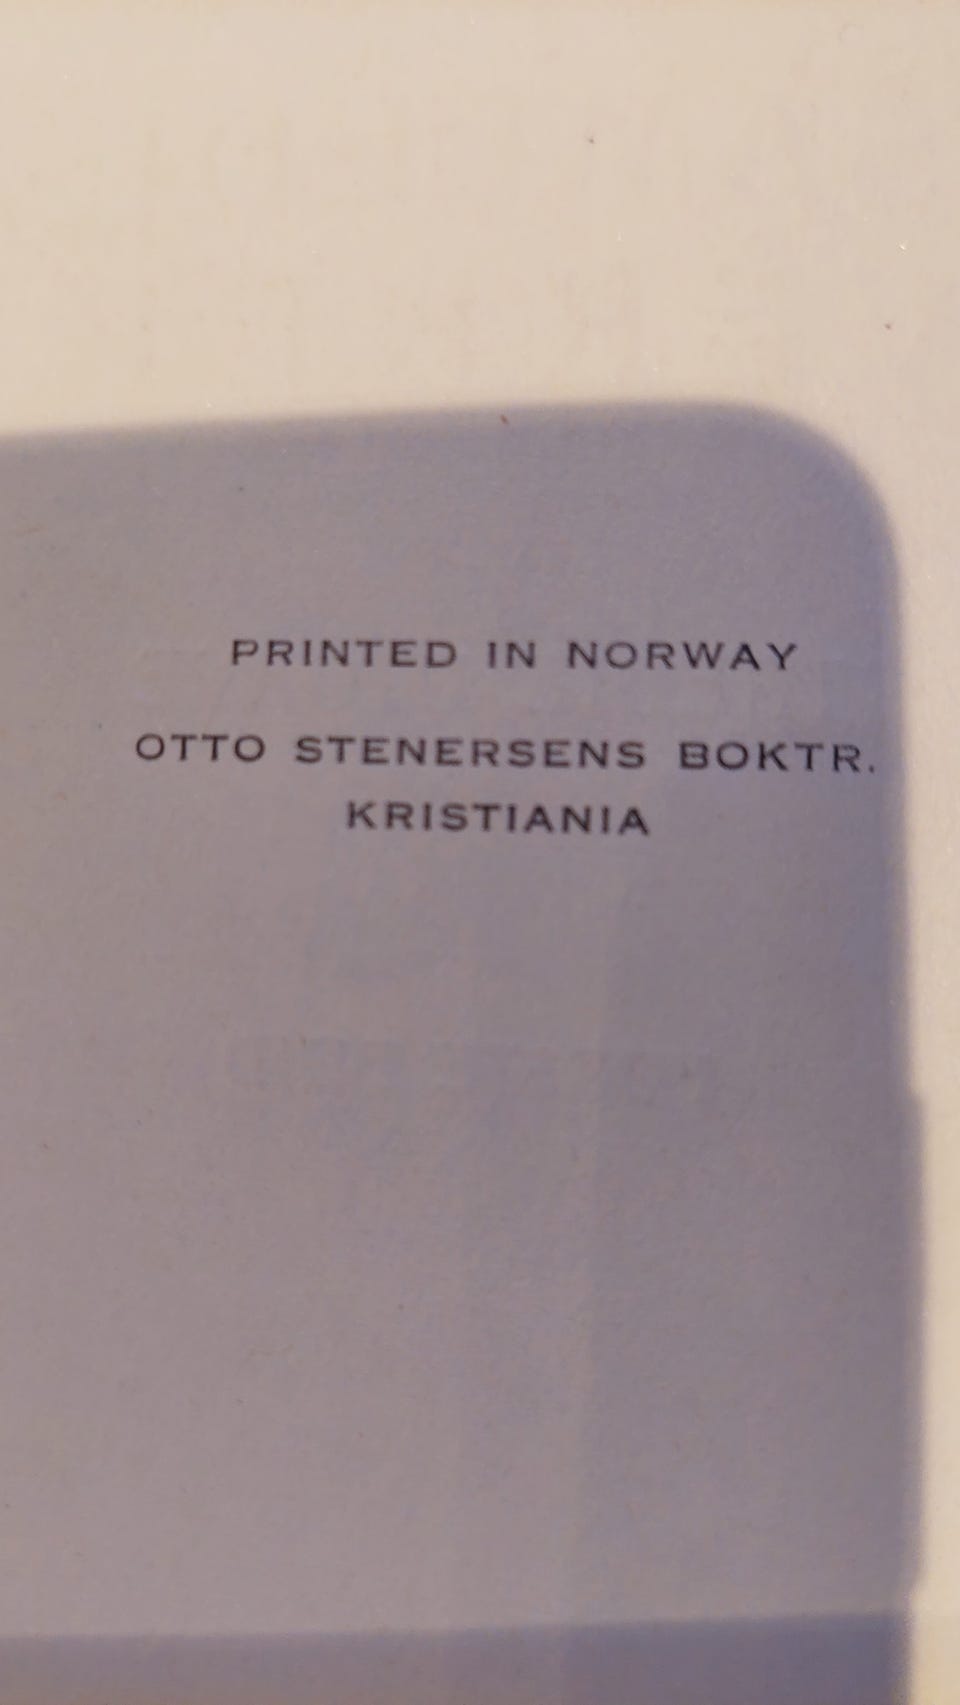 PRINTED IN NORWAY
OTTO STENERSENS BOKTR.
KRISTIANIA